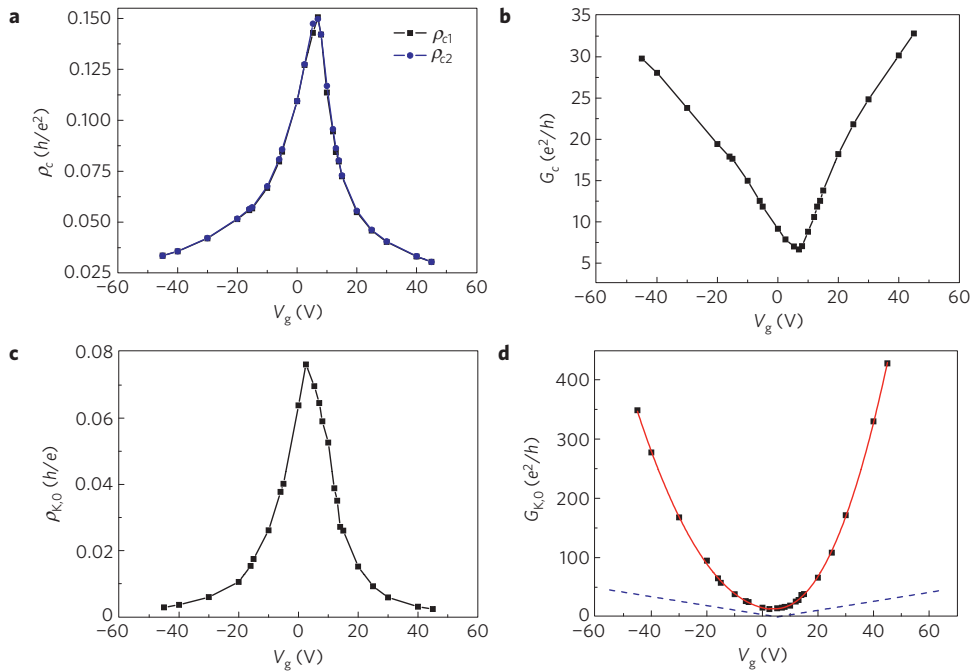 a
0.150
0.125
0.100
0.075
0.050
0.025
ρc (h/e²)
ρc1
ρc2
−60 −40 −20 0 20 40 60
Vg (V)
b
35
30
25
20
15
10
5
Gc (e²/h)
−60 −40 −20 0 20 40 60
Vg (V)
c
0.08
0.06
0.04
0.02
0
ρK,0 (h/e)
−60 −40 −20 0 20 40 60
Vg (V)
d
400
300
200
100
0
GK,0 (e²/h)
−60 −40 −20 0 20 40 60
Vg (V)